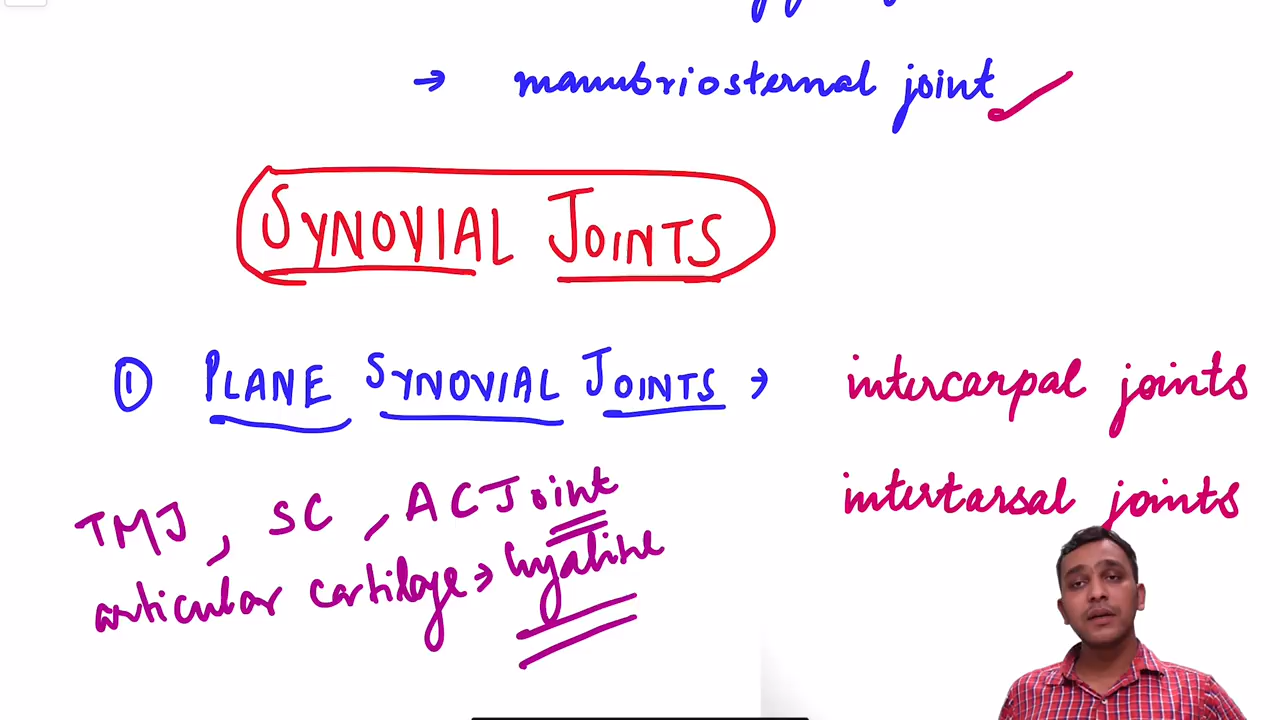 → manubriosternal joint
SYNOVIAL JOINTS
① PLANE SYNOVIAL JOINTS → intercarpal joints
intertarsal joints
TMJ, SC, AC Joint
articular cartilage → hyaline